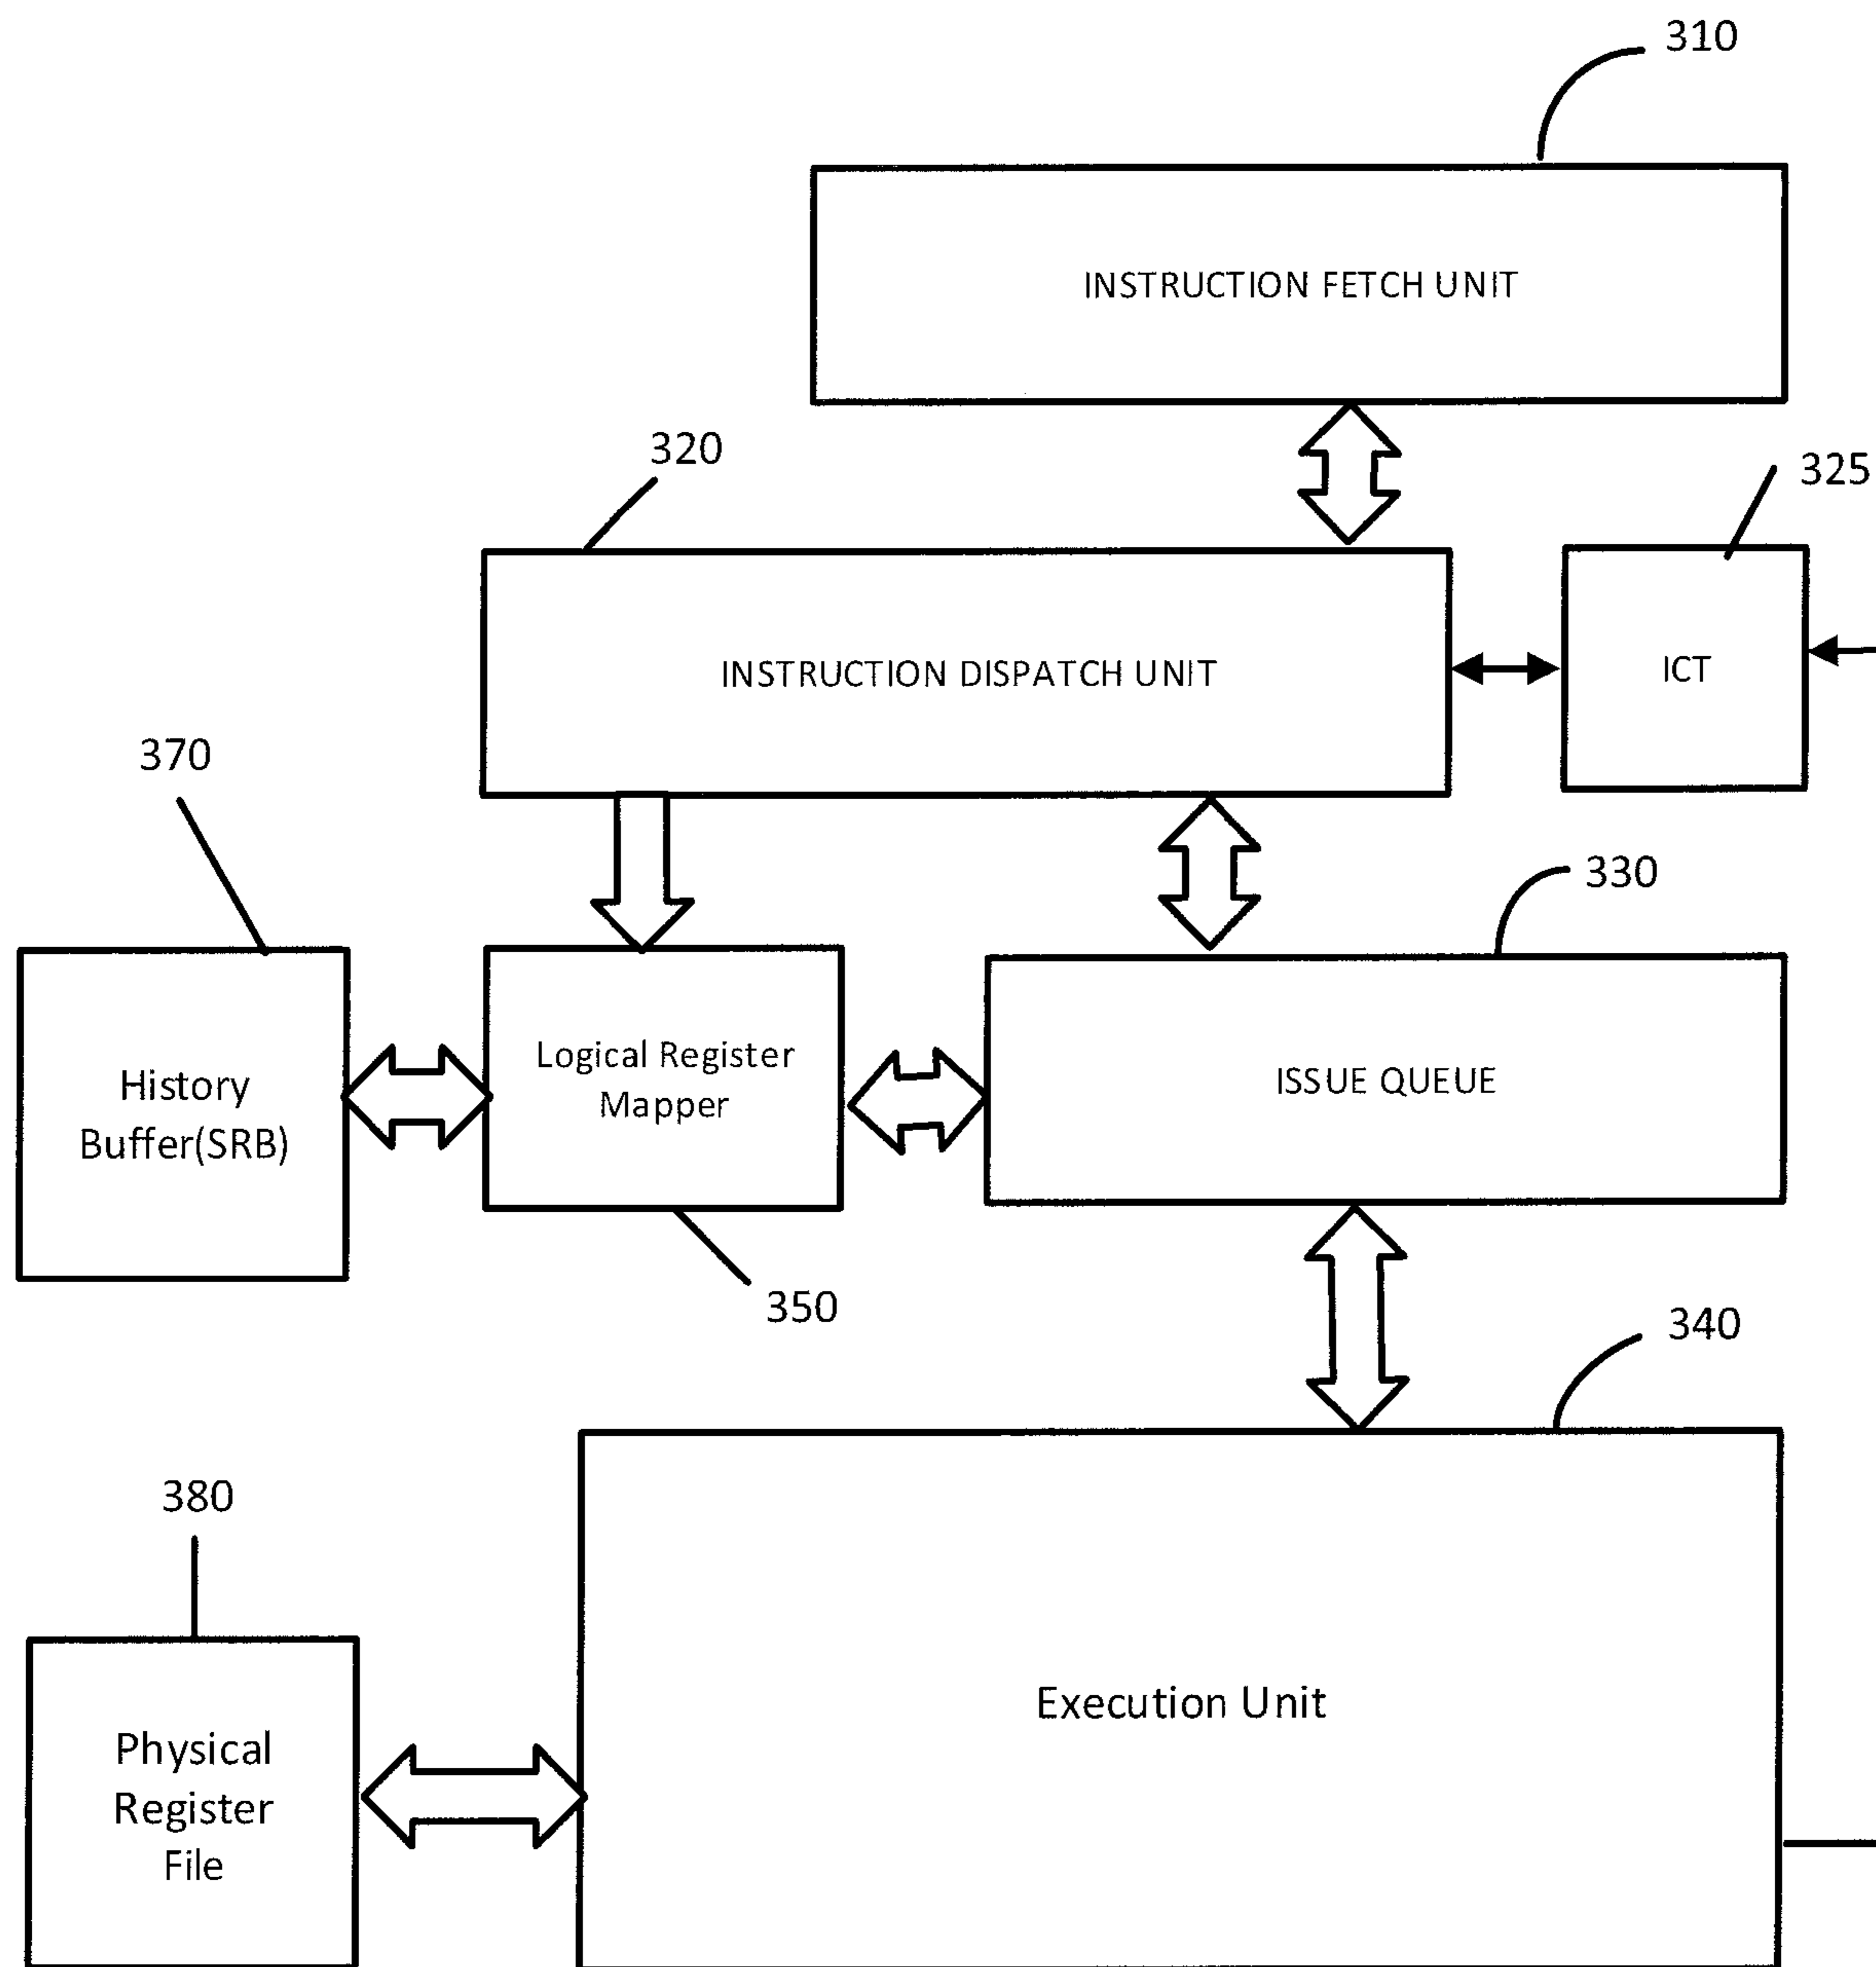 310
INSTRUCTION FETCH UNIT
320
325
INSTRUCTION DISPATCH UNIT
ICT
370
330
History
Buffer(SRB)
Logical Register
Mapper
ISSUE QUEUE
350
340
380
Execution Unit
Physical
Register
File